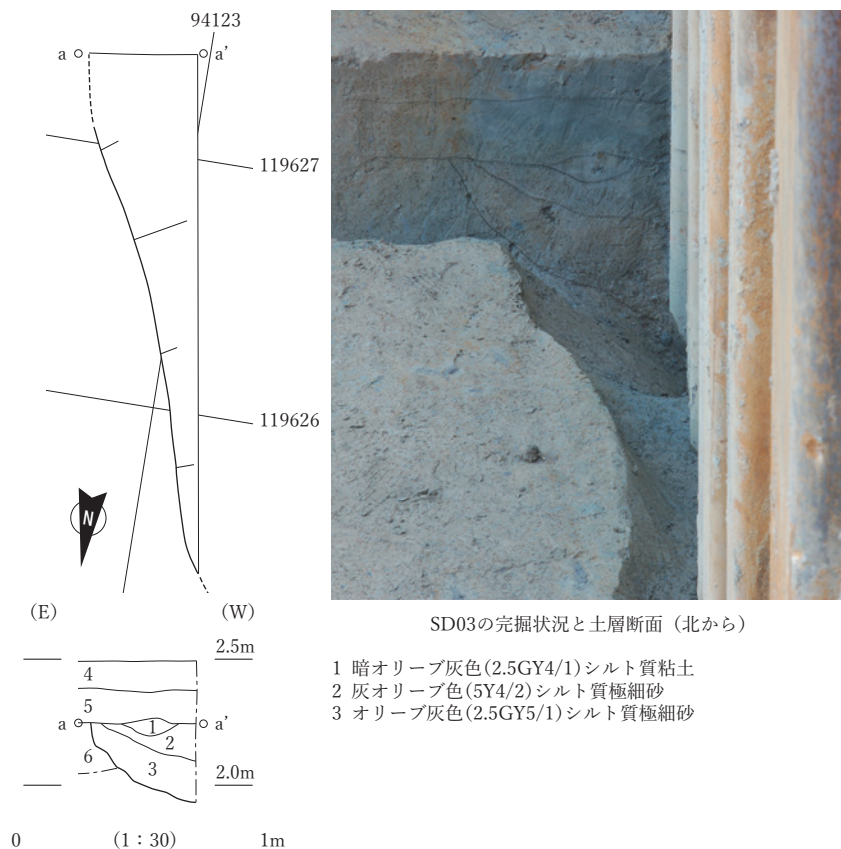 94123
a
a’
119627
119626
N
(E)
(W)
2.5m
4
5
a
a’
1
2
6
3
2.0m
0 (1：30) 1m
SD03の完掘状況と土層断面（北から）
1 暗オリーブ灰色(2.5GY4/1)シルト質粘土
2 灰オリーブ色(5Y4/2)シルト質極細砂
3 オリーブ灰色(2.5GY5/1)シルト質極細砂